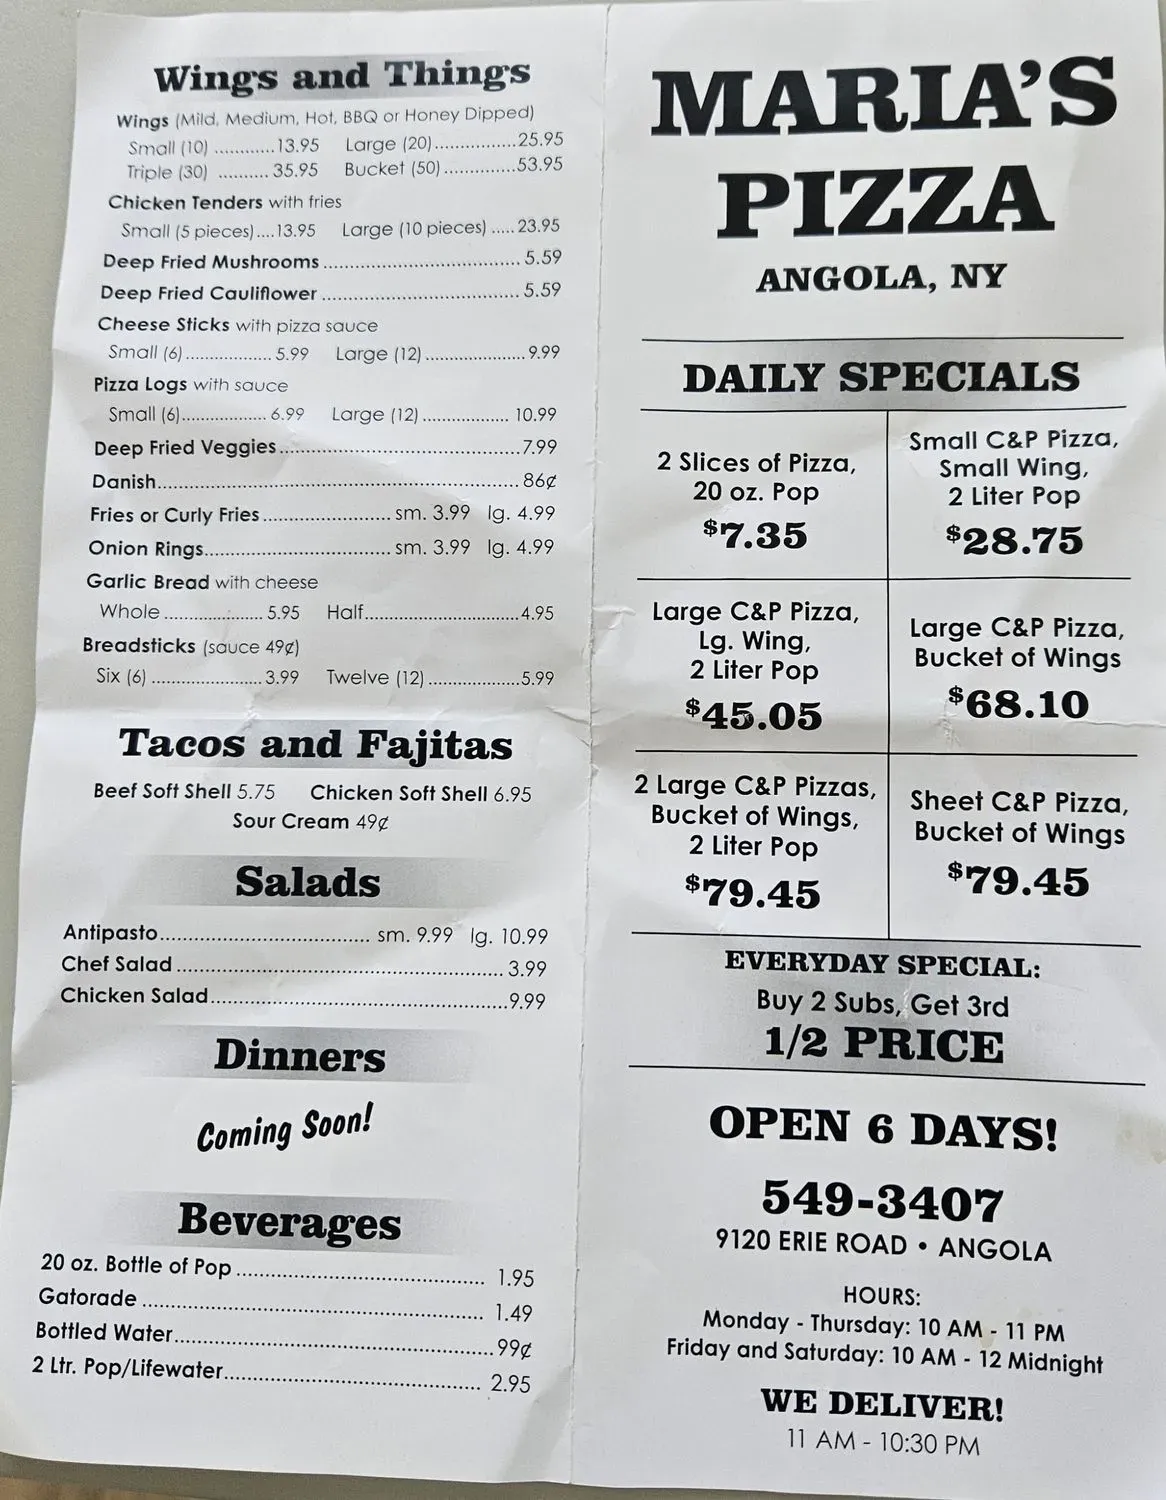 Wings and Things
Wings (Mild, Medium, Hot, BBQ or Honey Dipped)
Small (10) ............13.95 Large (20)................25.95
Triple (30) .......... 35.95 Bucket (50)..............53.95
Chicken Tenders with fries
Small (5 pieces)....13.95 Large (10 pieces) .....23.95
Deep Fried Mushrooms....................................... 5.59
Deep Fried Cauliflower ....................................... 5.59
Cheese Sticks with pizza sauce
Small (6)................. 5.99 Large (12)....................9.99
Pizza Logs with sauce
Small (6)................. 6.99 Large (12)................. 10.99
Deep Fried Veggies................................................7.99
Danish........................................................................ 86¢
Fries or Curly Fries......................... sm. 3.99 lg. 4.99
Onion Rings..................................... sm. 3.99 lg. 4.99
Garlic Bread with cheese
Whole ..................... 5.95 Half...............................4.95
Breadsticks (sauce 49¢)
Six (6) ...................... 3.99 Twelve (12)..................5.99
Tacos and Fajitas
Beef Soft Shell 5.75 Chicken Soft Shell 6.95
Sour Cream 49¢
Salads
Antipasto.......................................... sm. 9.99 lg. 10.99
Chef Salad ................................................................. 3.99
Chicken Salad............................................................9.99
Dinners
Coming Soon!
Beverages
20 oz. Bottle of Pop .................................................. 1.95
Gatorade .................................................................... 1.49
Bottled Water................................................................99¢
2 Ltr. Pop/Lifewater................................................... 2.95
MARIA'S
PIZZA
ANGOLA, NY
DAILY SPECIALS
2 Slices of Pizza,
20 oz. Pop
$7.35
Small C&P Pizza,
Small Wing,
2 Liter Pop
$28.75
Large C&P Pizza,
Lg. Wing,
2 Liter Pop
$45.05
Large C&P Pizza,
Bucket of Wings
$68.10
2 Large C&P Pizzas,
Bucket of Wings,
2 Liter Pop
$79.45
Sheet C&P Pizza,
Bucket of Wings
$79.45
EVERYDAY SPECIAL:
Buy 2 Subs, Get 3rd
1/2 PRICE
OPEN 6 DAYS!
549-3407
9120 ERIE ROAD • ANGOLA
HOURS:
Monday - Thursday: 10 AM - 11 PM
Friday and Saturday: 10 AM - 12 Midnight
WE DELIVER!
11 AM - 10:30 PM